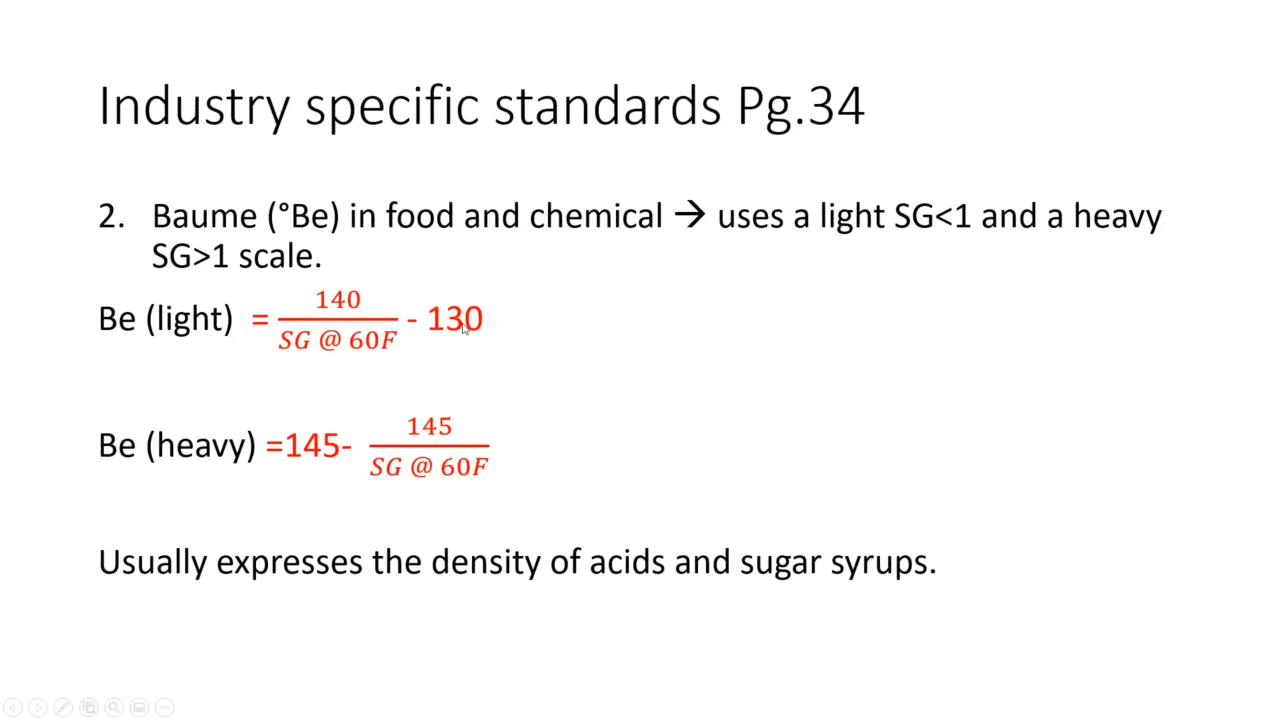 Industry specific standards Pg.34
2. Baume (°Be) in food and chemical → uses a light SG<1 and a heavy
SG>1 scale.
Be (light) = 140 / SG @ 60F - 130
Be (heavy) =145- 145 / SG @ 60F
Usually expresses the density of acids and sugar syrups.